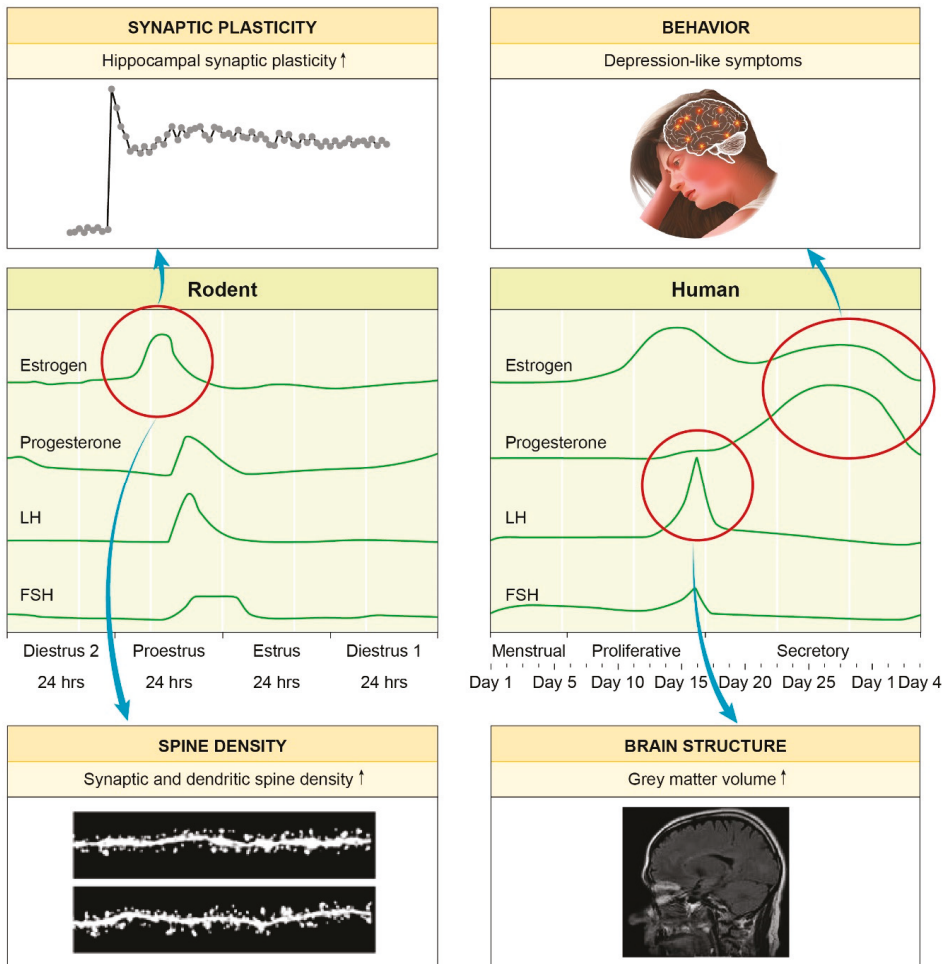 SYNAPTIC PLASTICITY
Hippocampal synaptic plasticity ↑
BEHAVIOR
Depression-like symptoms
Rodent
Estrogen
Progesterone
LH
FSH
Diestrus 2 Proestrus Estrus Diestrus 1
24 hrs 24 hrs 24 hrs 24 hrs
Human
Estrogen
Progesterone
LH
FSH
Menstrual Proliferative Secretory
Day 1 Day 5 Day 10 Day 15 Day 20 Day 25 Day 1 Day 4
SPINE DENSITY
Synaptic and dendritic spine density ↑
BRAIN STRUCTURE
Grey matter volume ↑